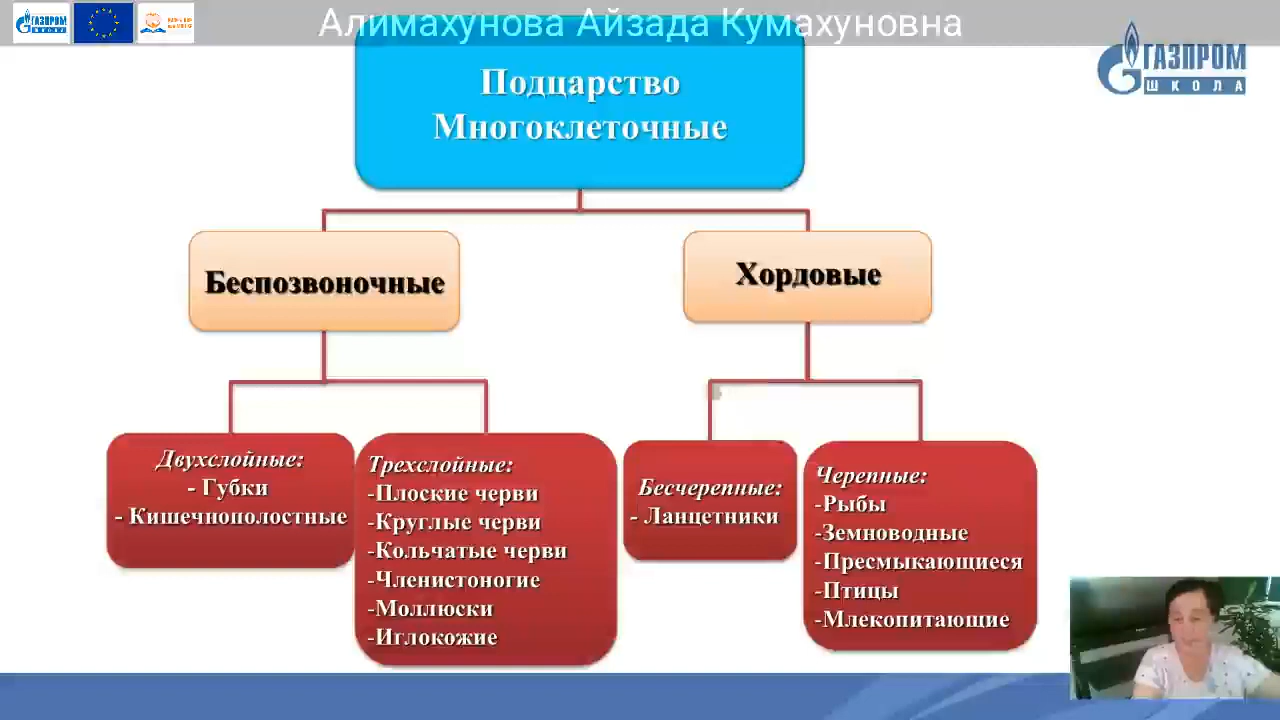 Алимахунова Айзада Кумахуновна
ГАЗПРОМ
ШКОЛА
Подцарство
Многоклеточные
Беспозвоночные
Хордовые
Двухслойные:
- Губки
- Кишечнополостные
Трехслойные:
-Плоские черви
-Круглые черви
-Кольчатые черви
-Членистоногие
-Моллюски
-Иглокожие
Бесчерепные:
- Ланцетники
Черепные:
-Рыбы
-Земноводные
-Пресмыкающиеся
-Птицы
-Млекопитающие